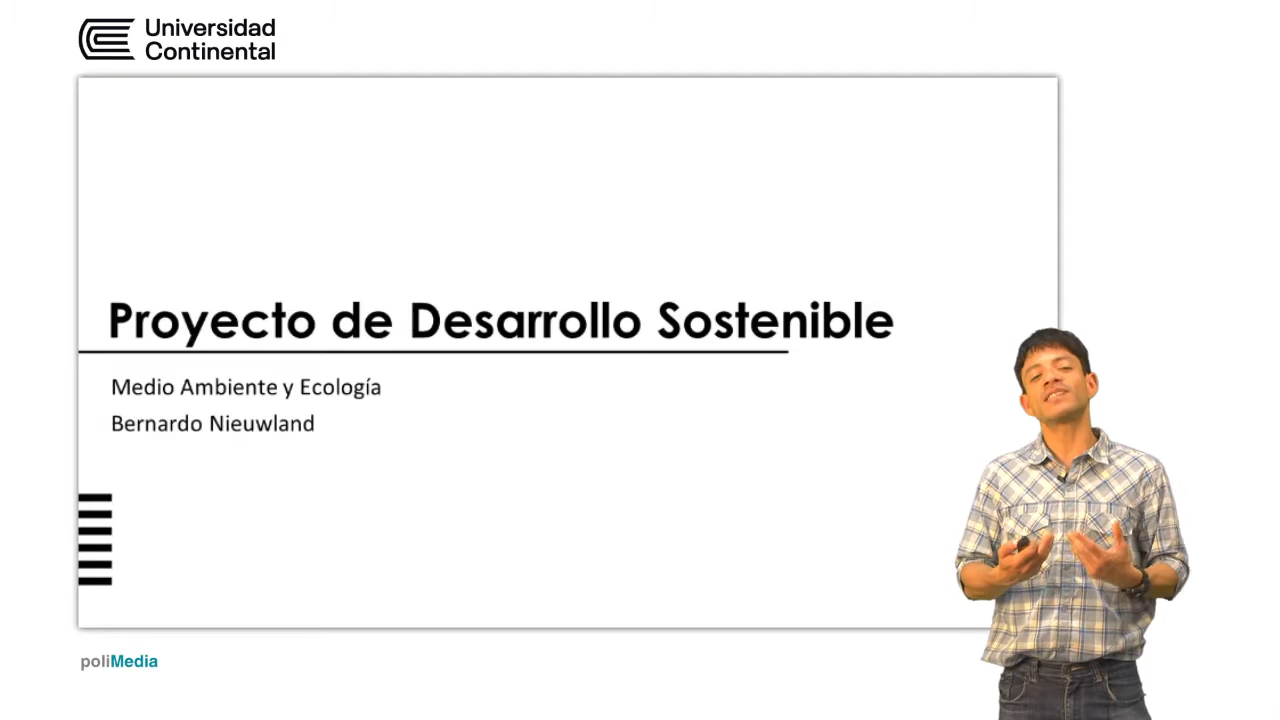 Universidad
Continental
Proyecto de Desarrollo Sostenible
Medio Ambiente y Ecología
Bernardo Nieuwland
poliMedia